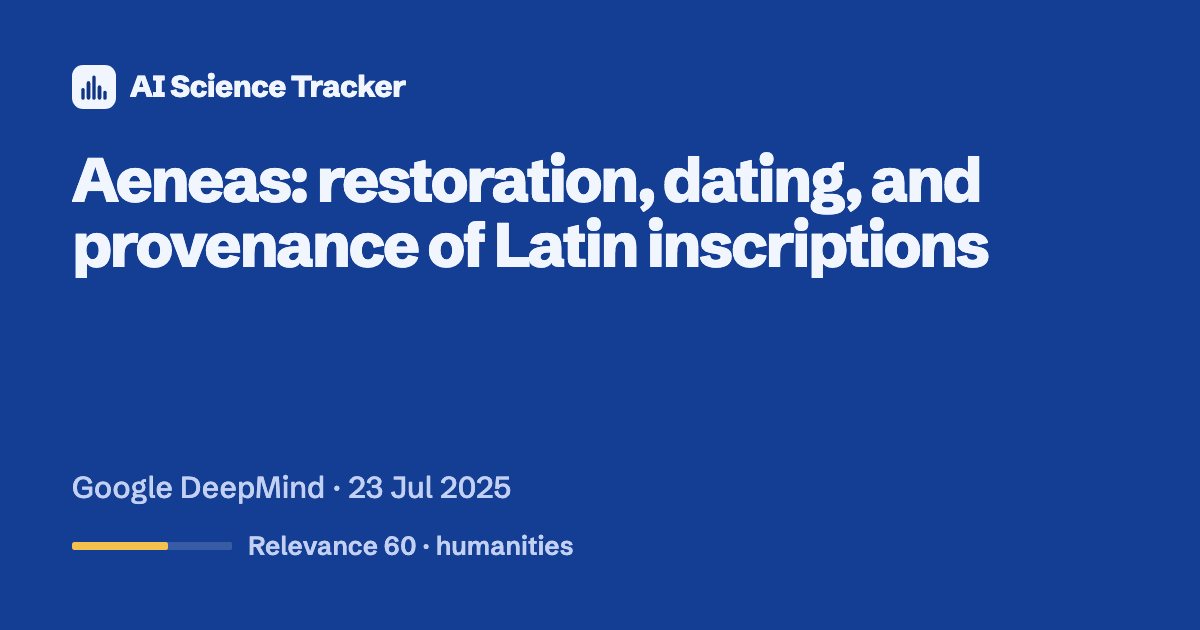 AI Science Tracker
Aeneas: restoration, dating, and
provenance of Latin inscriptions
Google DeepMind · 23 Jul 2025
Relevance 60 · humanities